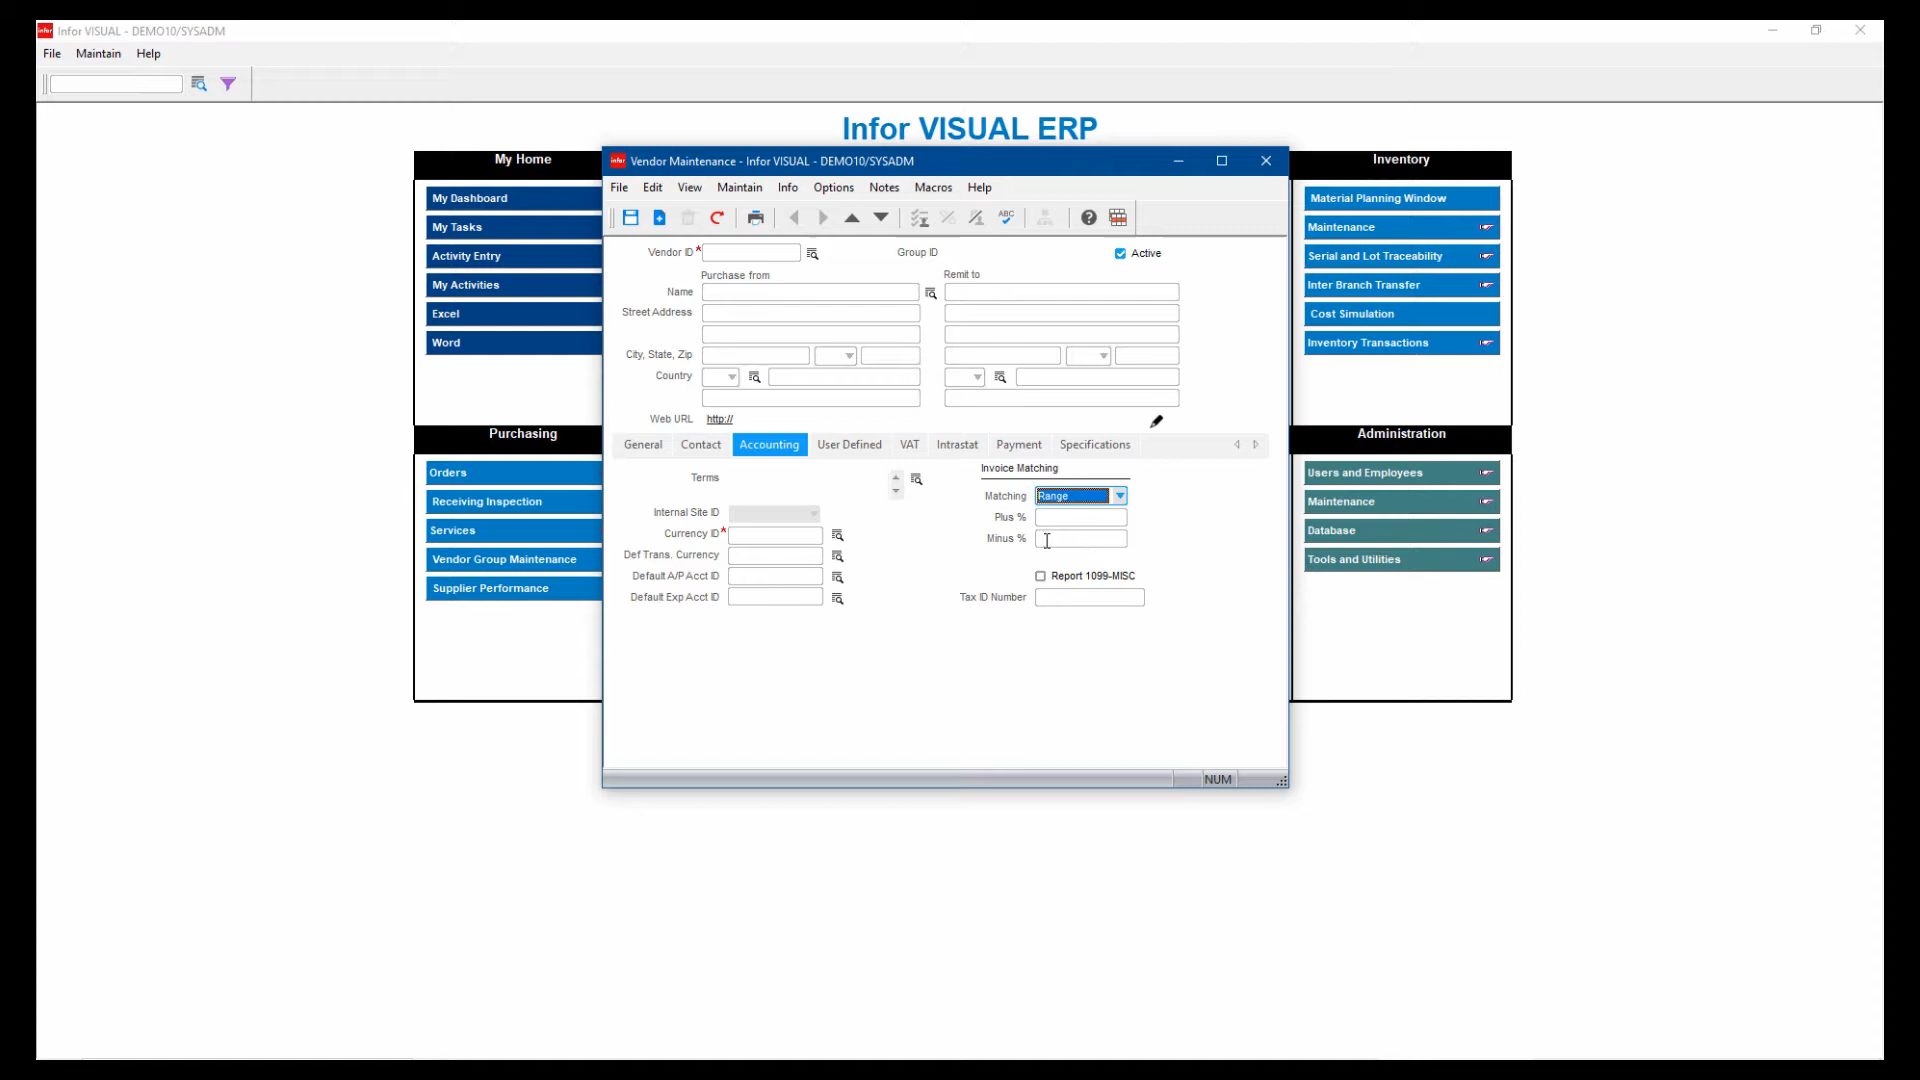 infor Infor VISUAL - DEMO10/SYSADM
File Maintain Help
Infor VISUAL ERP
My Home
My Dashboard
My Tasks
Activity Entry
My Activities
Excel
Word
Purchasing
Orders
Receiving Inspection
Services
Vendor Group Maintenance
Supplier Performance
infor Vendor Maintenance - Infor VISUAL - DEMO10/SYSADM
File Edit View Maintain Info Options Notes Macros Help
ABC
Vendor ID * Group ID Active
Purchase from Remit to
Name
Street Address
City, State, Zip
Country
Web URL http://
General Contact Accounting User Defined VAT Intrastat Payment Specifications
Terms
Internal Site ID
Currency ID *
Def Trans. Currency
Default A/P Acct ID
Default Exp Acct ID
Invoice Matching
Matching Range
Plus %
Minus %
Report 1099-MISC
Tax ID Number
NUM
Inventory
Material Planning Window
Maintenance
Serial and Lot Traceability
Inter Branch Transfer
Cost Simulation
Inventory Transactions
Administration
Users and Employees
Maintenance
Database
Tools and Utilities